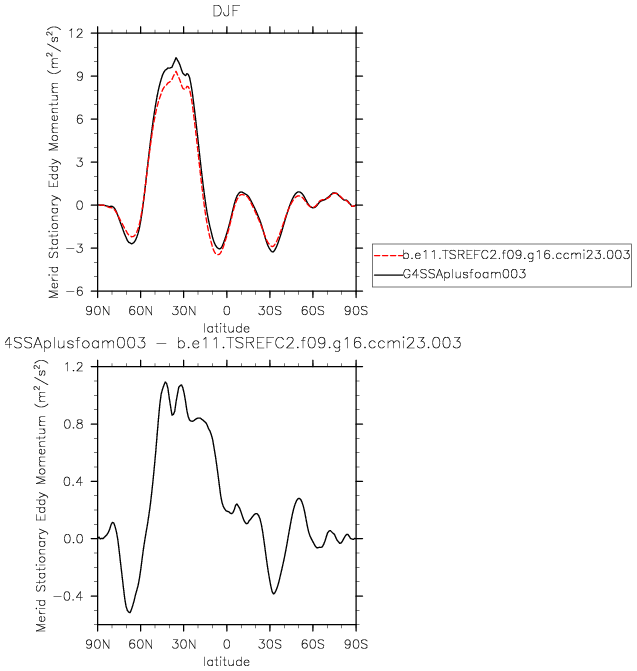 DJF
Merid Stationary Eddy Momentum (m²/s²)
12
9
6
3
0
−3
−6
90N 60N 30N 0 30S 60S 90S
latitude
b.e11.TSREFC2.f09.g16.ccmi23.003
G4SSAplusfoam003
4SSAplusfoam003 − b.e11.TSREFC2.f09.g16.ccmi23.003
Merid Stationary Eddy Momentum (m²/s²)
1.2
0.8
0.4
0.0
−0.4
90N 60N 30N 0 30S 60S 90S
latitude